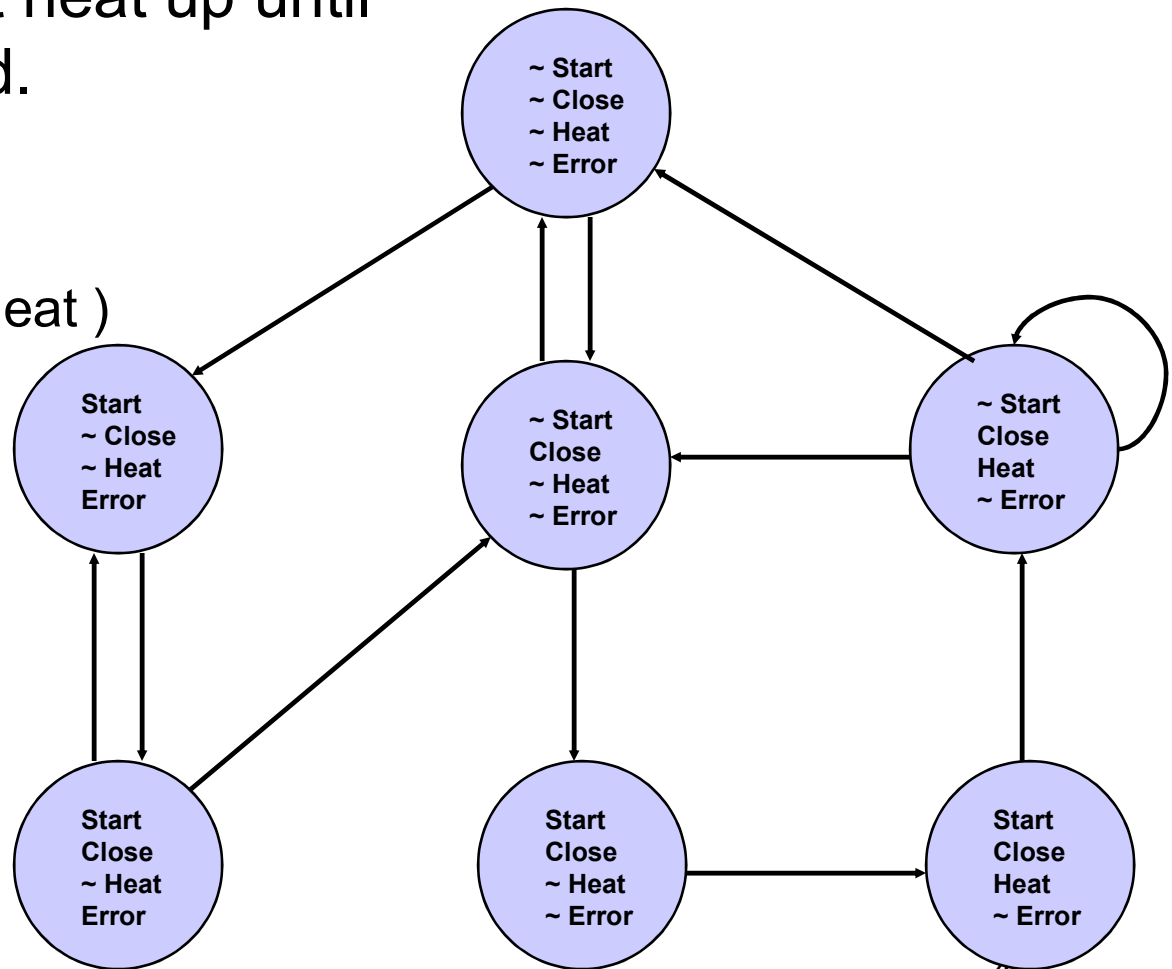 heat up until
d.
eat )
~ Start
~ Close
~ Heat
~ Error
Start
~ Close
~ Heat
Error
~ Start
Close
~ Heat
~ Error
~ Start
Close
Heat
~ Error
Start
Close
~ Heat
Error
Start
Close
~ Heat
~ Error
Start
Close
Heat
~ Error